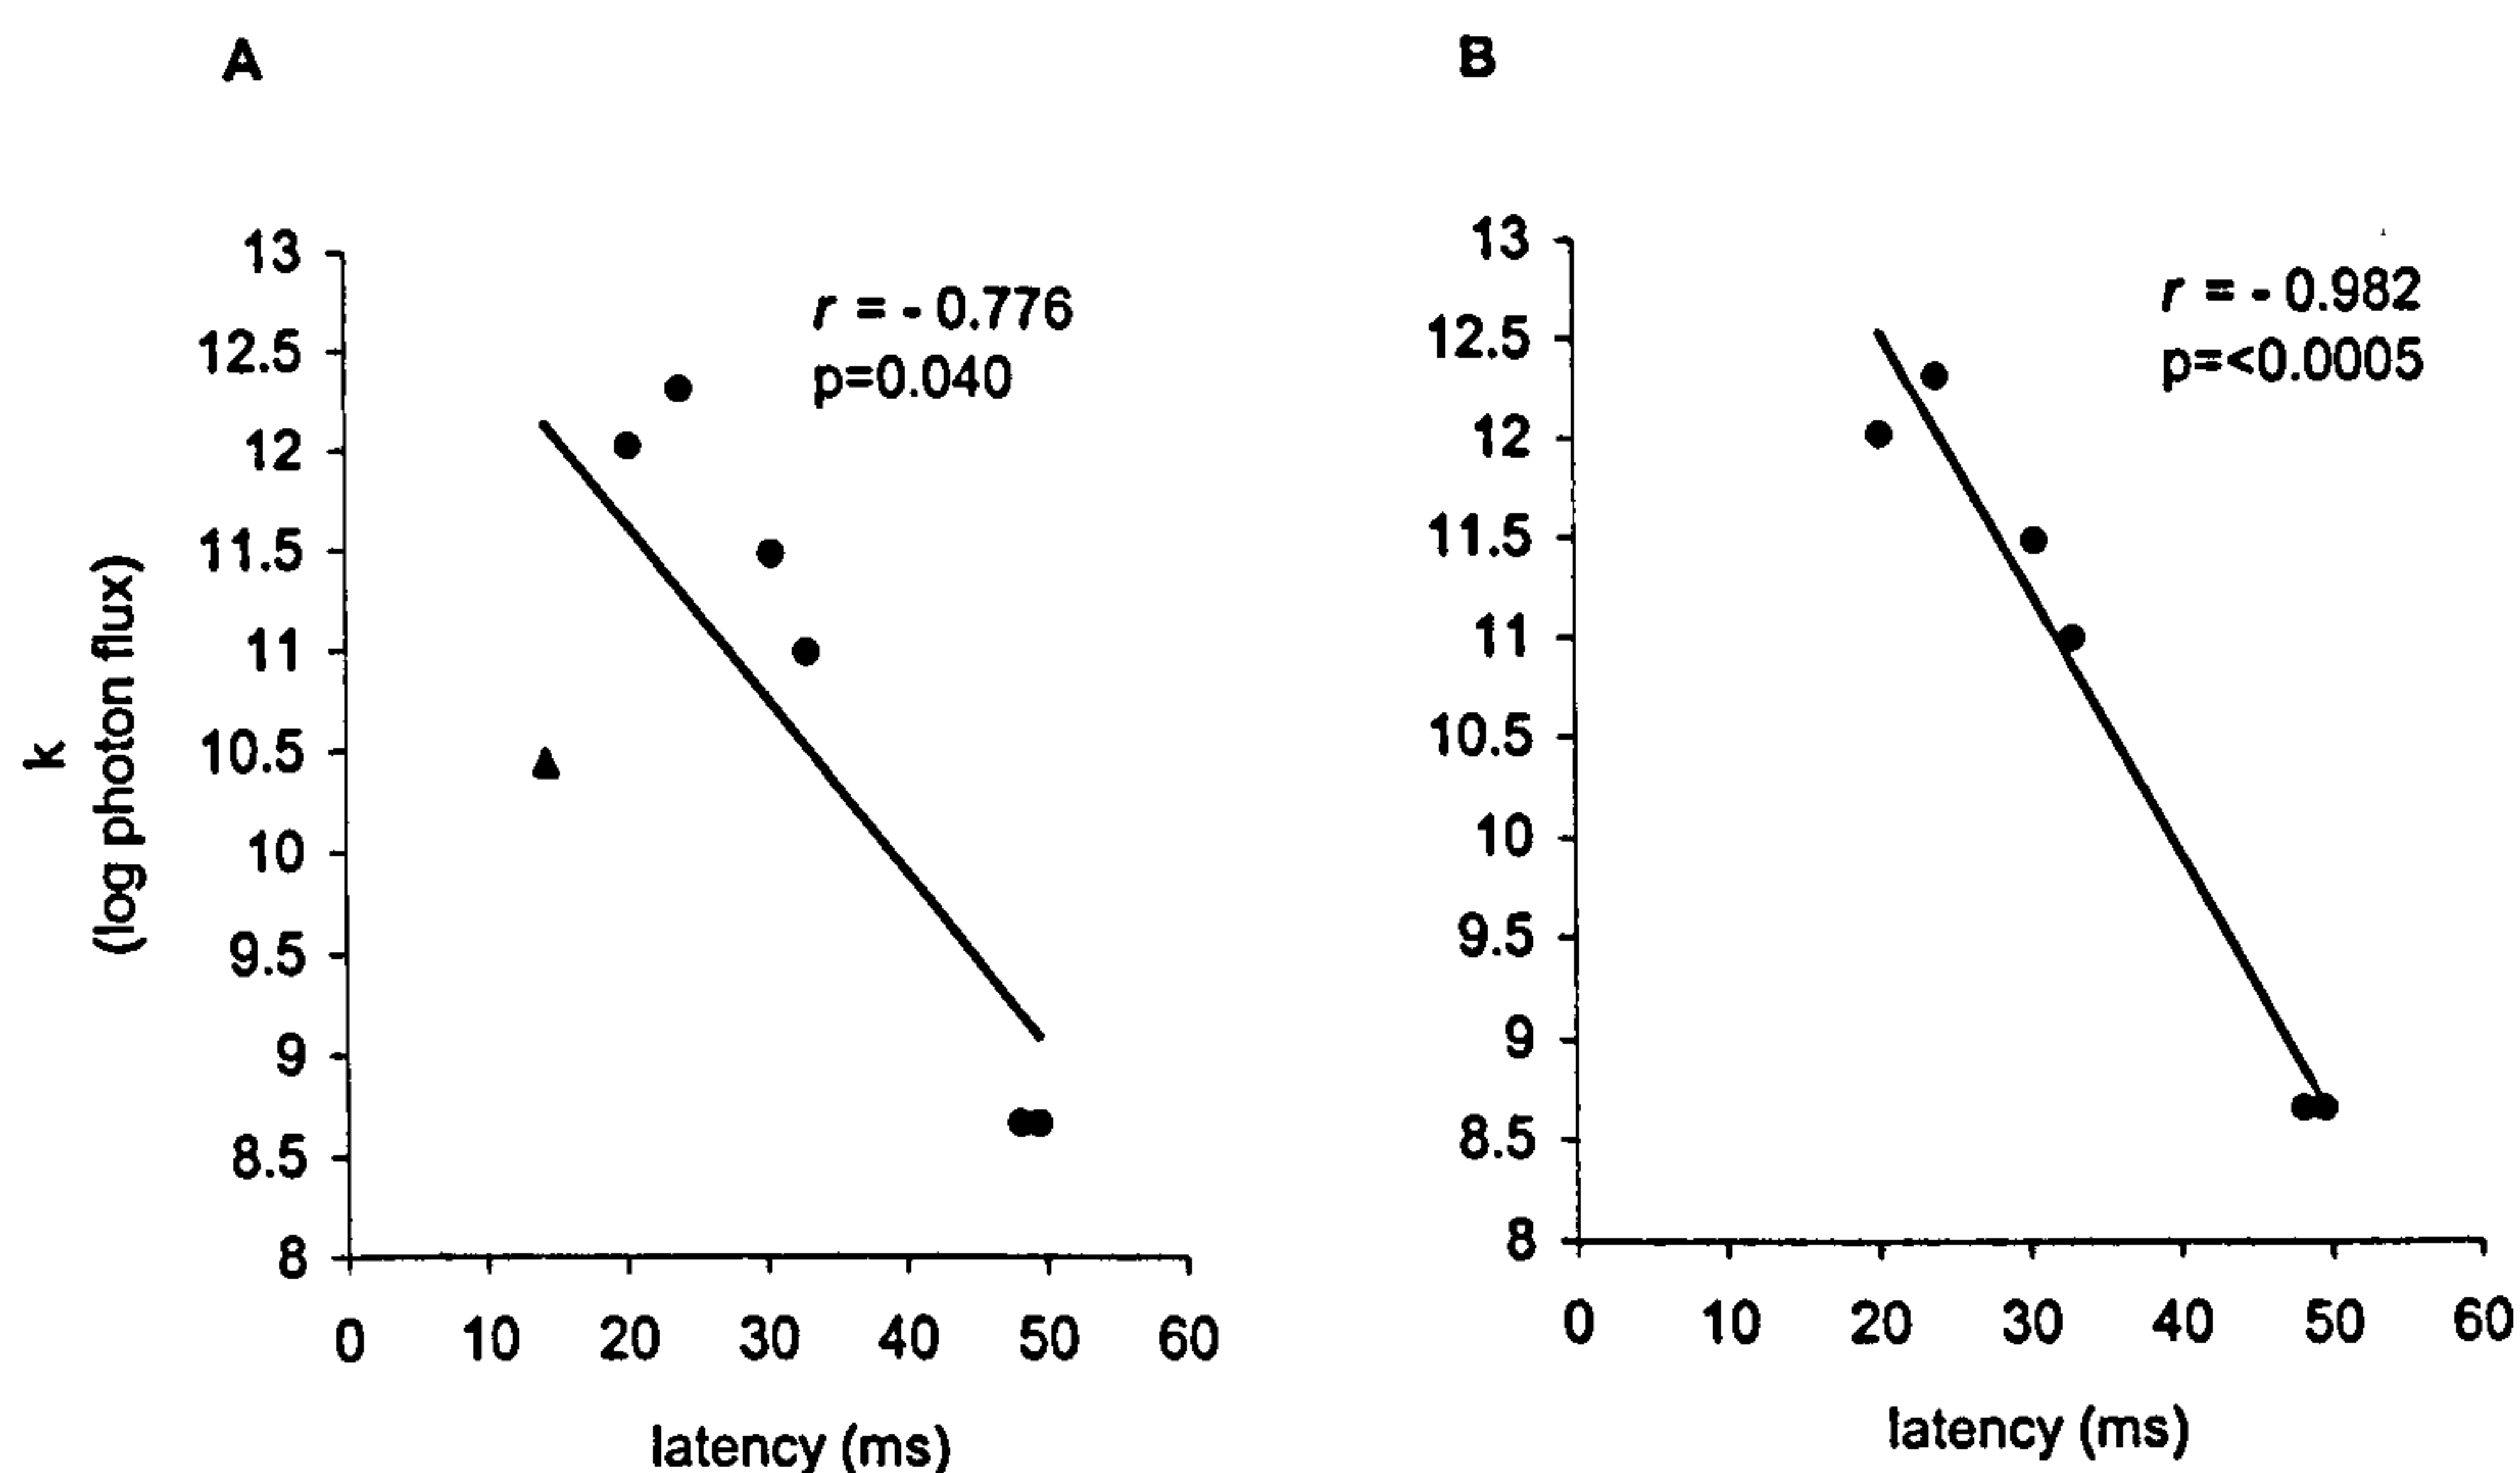 A
B
k
(log photon flux)
13
12.5
12
11.5
11
10.5
10
9.5
9
8.5
8
r = - 0.776
p=0.040
0 10 20 30 40 50 60
latency (ms)
13
12.5
12
11.5
11
10.5
10
9.5
9
8.5
8
r = - 0.982
p=<0.0005
0 10 20 30 40 50 60
latency (ms)